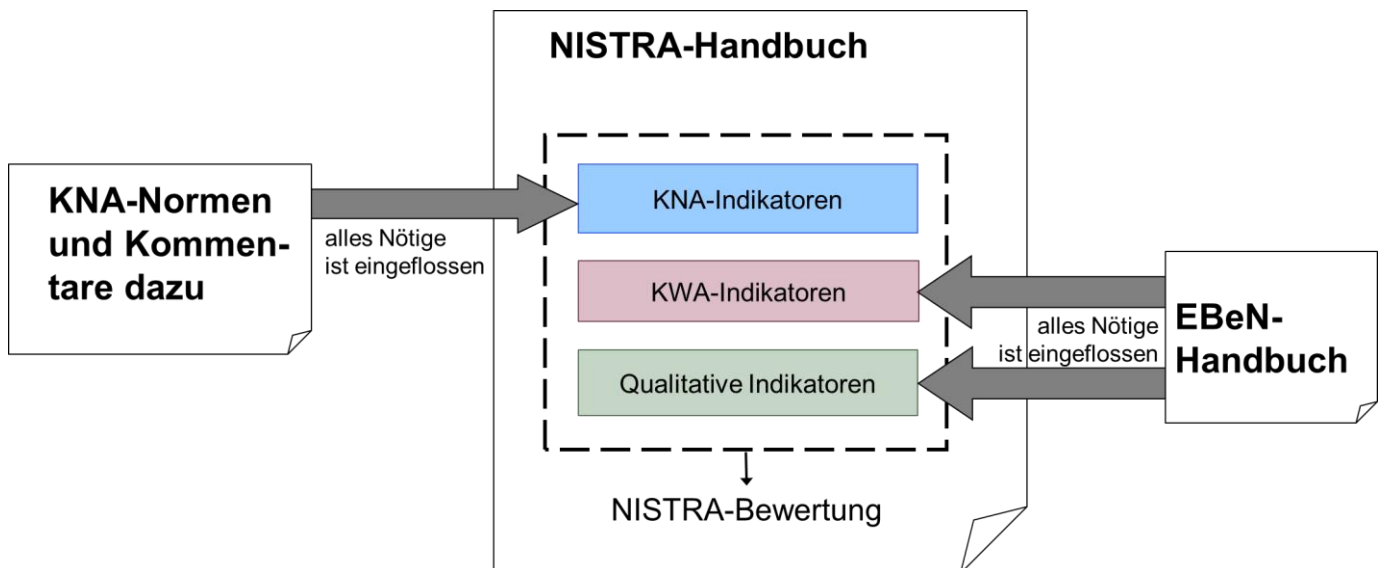 NISTRA-Handbuch
KNA-Normen
und Kommen-
tare dazu
alles Nötige
ist eingeflossen
KNA-Indikatoren
KWA-Indikatoren
Qualitative Indikatoren
alles Nötige
ist eingeflossen
EBeN-
Handbuch
NISTRA-Bewertung